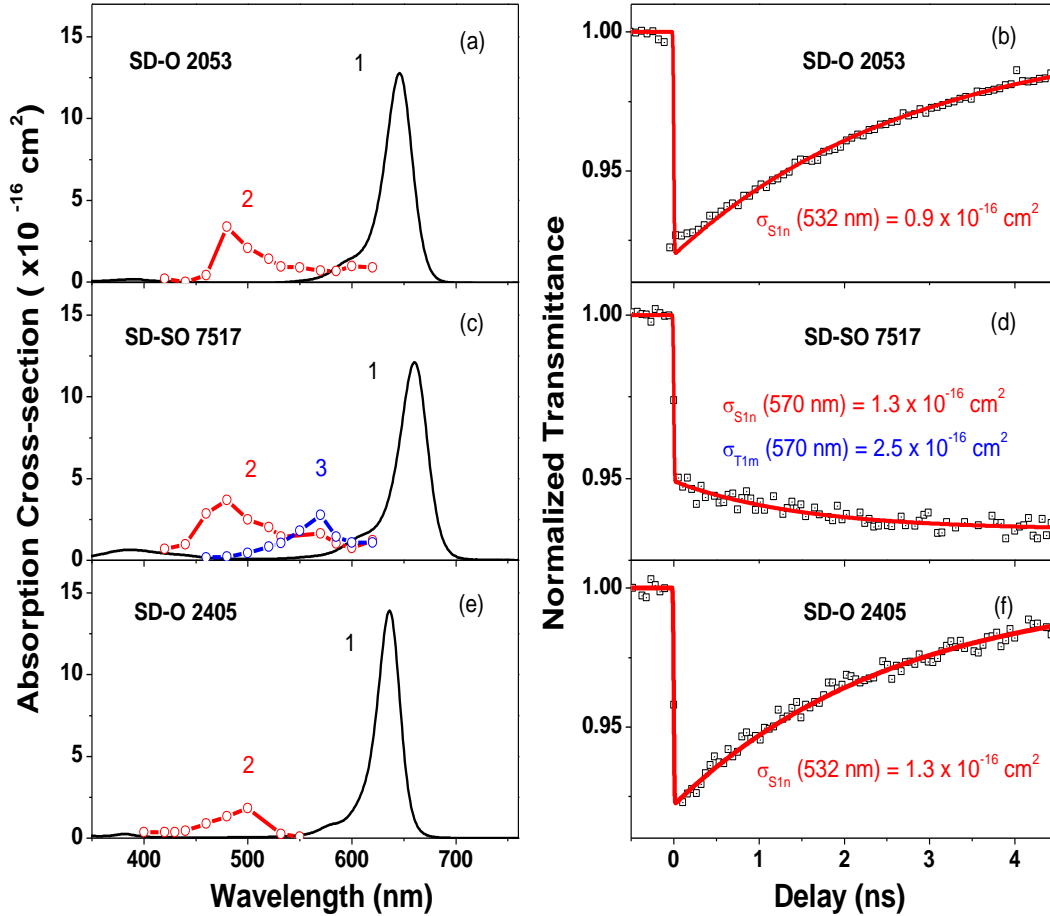 Absorption Cross-section ( x10 ⁻¹⁶ cm²)
15
10
5
0
SD-O 2053
(a)
1
2
15
10
5
0
SD-SO 7517
(c)
1
2
3
15
10
5
0
SD-O 2405
(e)
1
2
400 500 600 700
Wavelength (nm)
Normalized Transmittance
1.00
0.95
SD-O 2053
(b)
σS1n (532 nm) = 0.9 x 10⁻¹⁶ cm²
1.00
0.95
SD-SO 7517
(d)
σS1n (570 nm) = 1.3 x 10⁻¹⁶ cm²
σT1m (570 nm) = 2.5 x 10⁻¹⁶ cm²
1.00
0.95
SD-O 2405
(f)
σS1n (532 nm) = 1.3 x 10⁻¹⁶ cm²
0 1 2 3 4
Delay (ns)